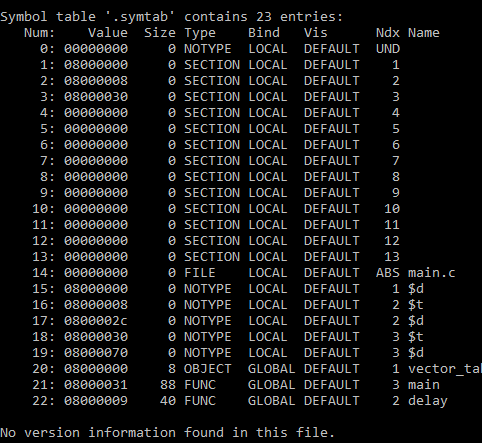 Symbol table '.symtab' contains 23 entries:
Num: Value Size Type Bind Vis Ndx Name
0: 00000000 0 NOTYPE LOCAL DEFAULT UND
1: 08000000 0 SECTION LOCAL DEFAULT 1
2: 08000008 0 SECTION LOCAL DEFAULT 2
3: 08000030 0 SECTION LOCAL DEFAULT 3
4: 00000000 0 SECTION LOCAL DEFAULT 4
5: 00000000 0 SECTION LOCAL DEFAULT 5
6: 00000000 0 SECTION LOCAL DEFAULT 6
7: 00000000 0 SECTION LOCAL DEFAULT 7
8: 00000000 0 SECTION LOCAL DEFAULT 8
9: 00000000 0 SECTION LOCAL DEFAULT 9
10: 00000000 0 SECTION LOCAL DEFAULT 10
11: 00000000 0 SECTION LOCAL DEFAULT 11
12: 00000000 0 SECTION LOCAL DEFAULT 12
13: 00000000 0 SECTION LOCAL DEFAULT 13
14: 00000000 0 FILE LOCAL DEFAULT ABS main.c
15: 08000000 0 NOTYPE LOCAL DEFAULT 1 $d
16: 08000008 0 NOTYPE LOCAL DEFAULT 2 $t
17: 0800002c 0 NOTYPE LOCAL DEFAULT 2 $d
18: 08000030 0 NOTYPE LOCAL DEFAULT 3 $t
19: 08000070 0 NOTYPE LOCAL DEFAULT 3 $d
20: 08000000 8 OBJECT GLOBAL DEFAULT 1 vector_ta
21: 08000031 88 FUNC GLOBAL DEFAULT 3 main
22: 08000009 40 FUNC GLOBAL DEFAULT 2 delay
No version information found in this file.